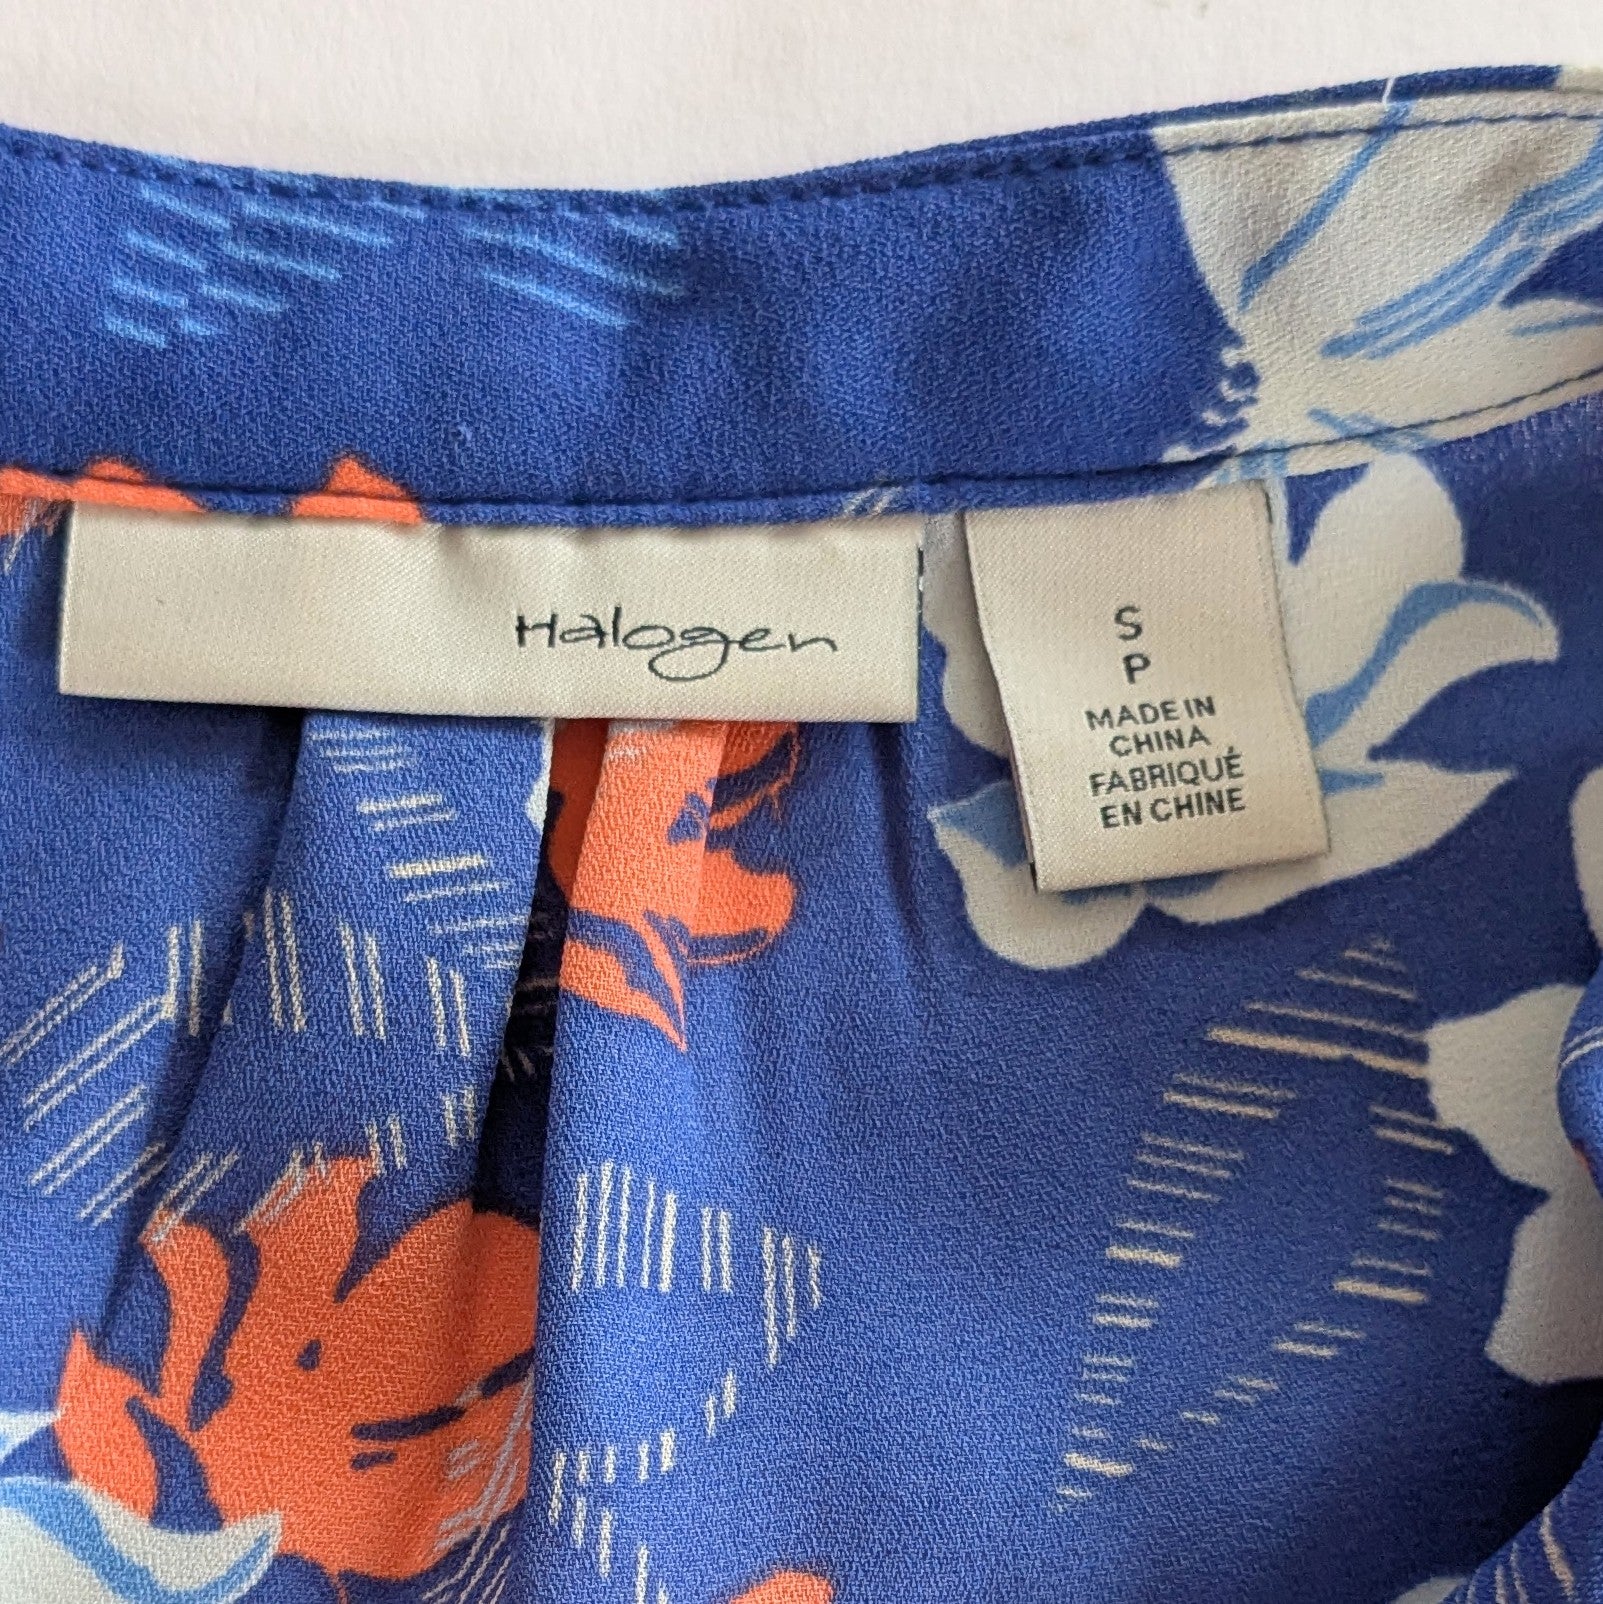 Halogen
S
P
MADE IN
CHINA
FABRIQUÉ
EN CHINE